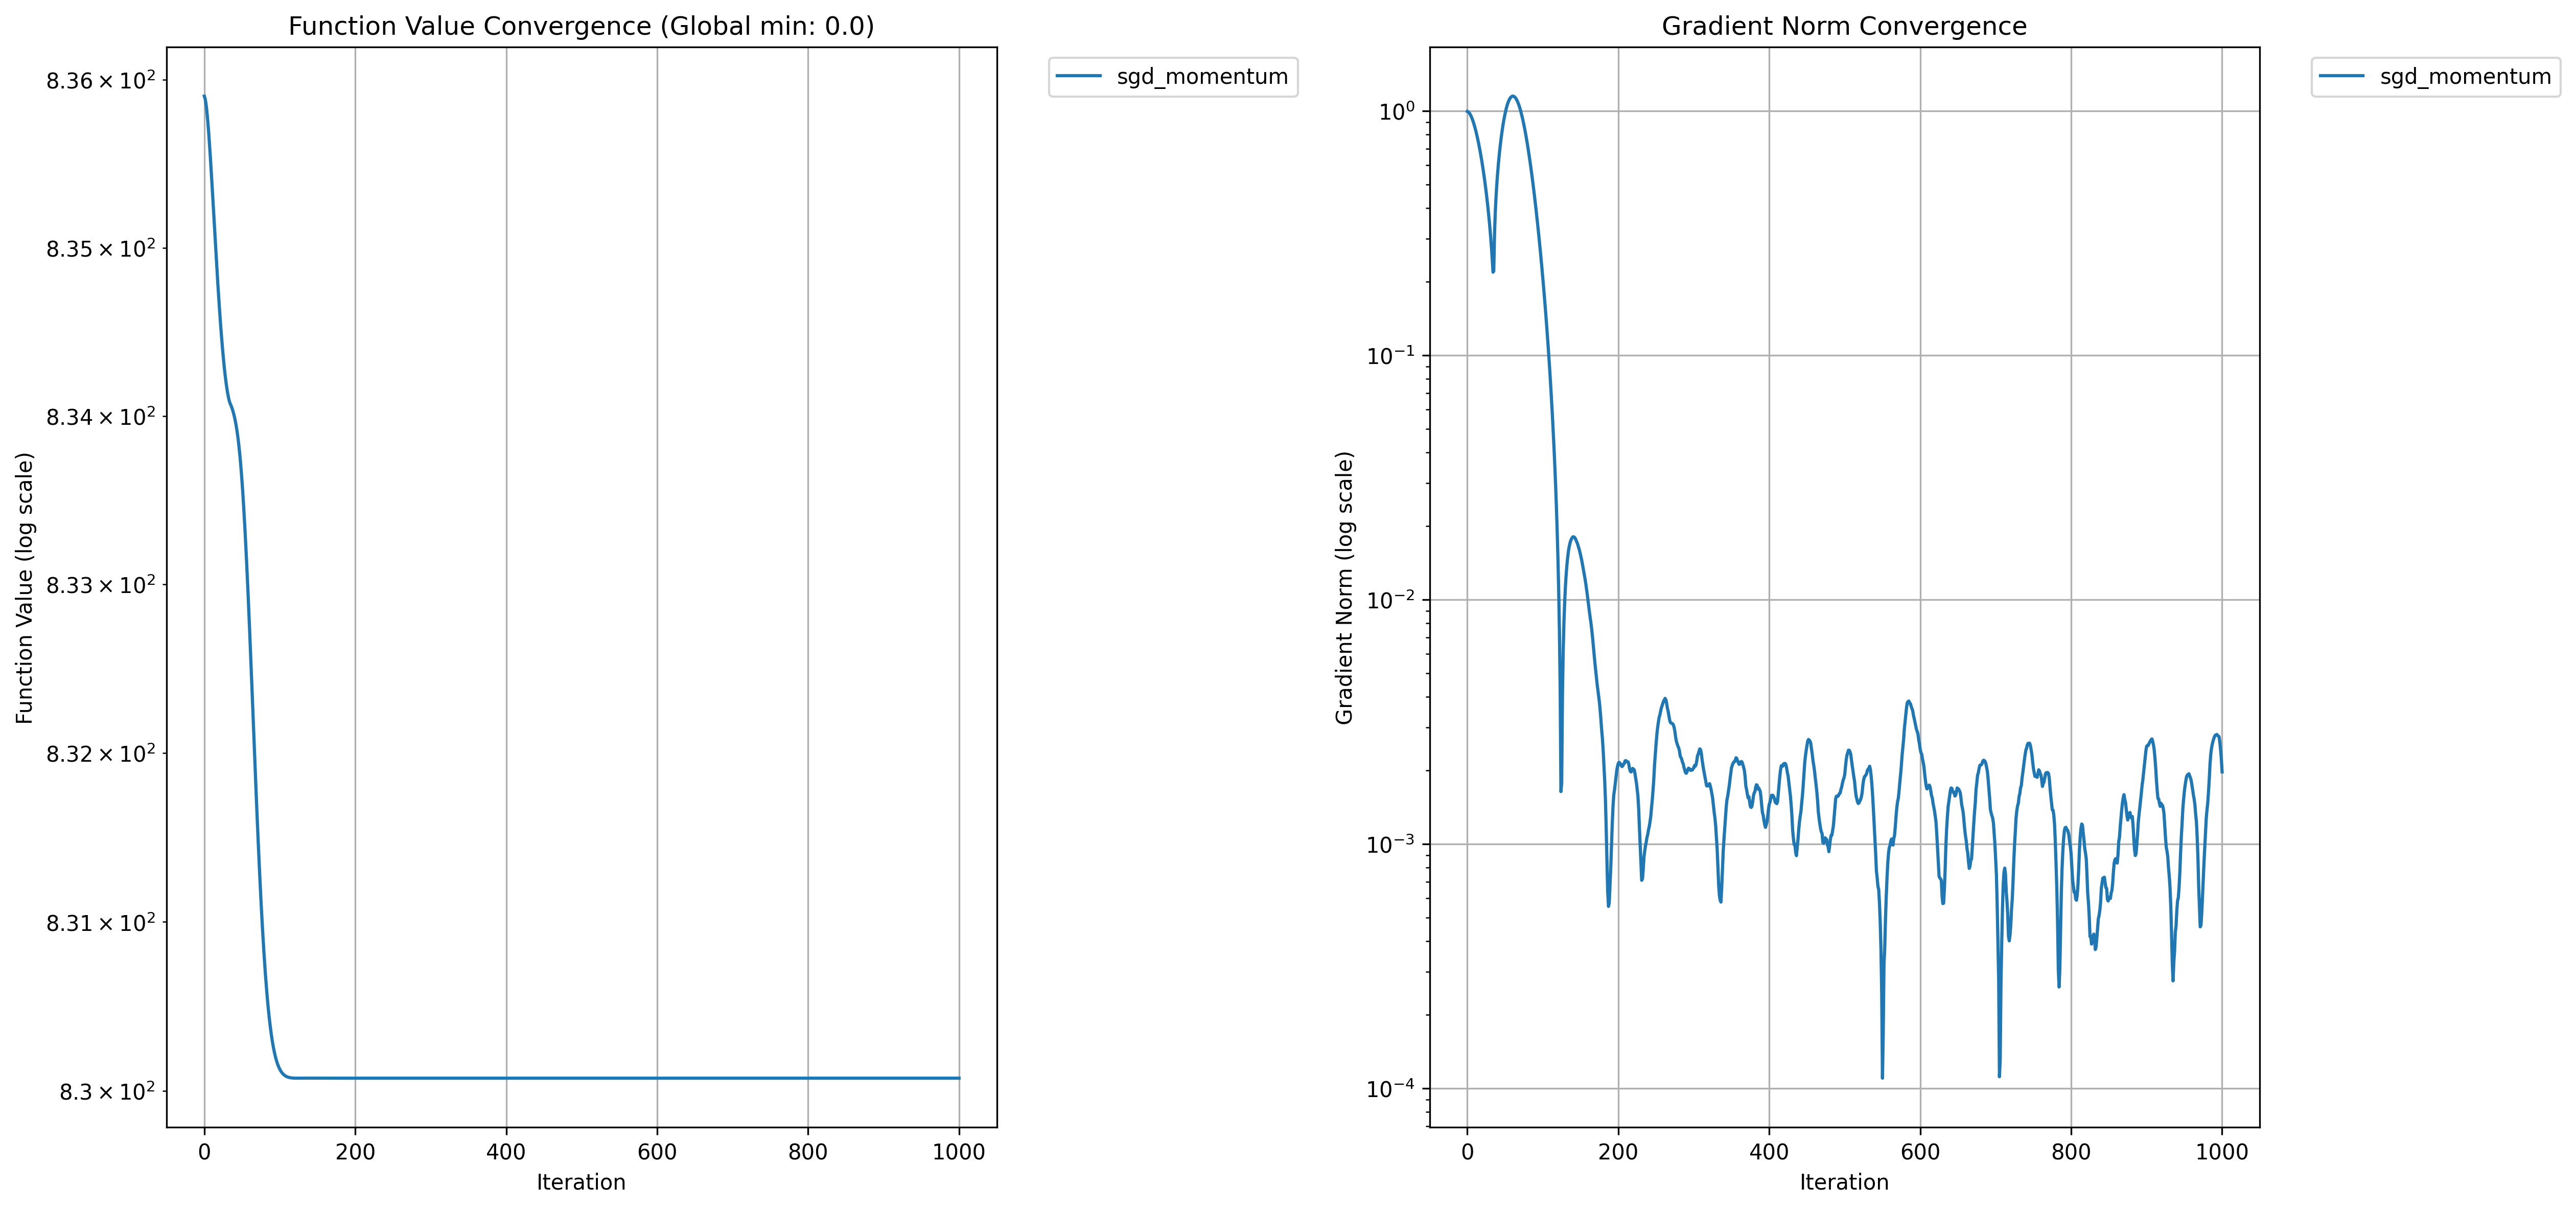 Function Value Convergence (Global min: 0.0)
sgd_momentum
8.36 × 10²
8.35 × 10²
8.34 × 10²
8.33 × 10²
8.32 × 10²
8.31 × 10²
8.3 × 10²
Function Value (log scale)
0 200 400 600 800 1000
Iteration
Gradient Norm Convergence
sgd_momentum
10⁰
10⁻¹
10⁻²
10⁻³
10⁻⁴
Gradient Norm (log scale)
0 200 400 600 800 1000
Iteration